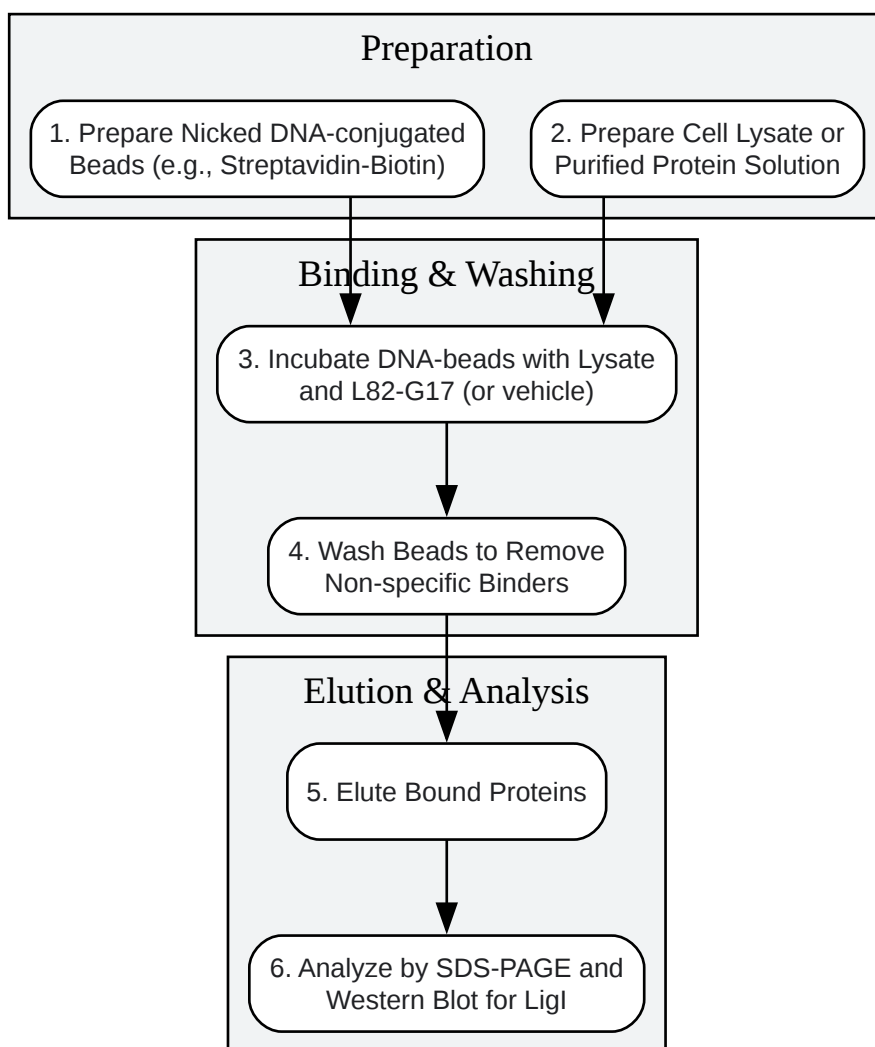 Preparation
1. Prepare Nicked DNA-conjugated
Beads (e.g., Streptavidin-Biotin)
2. Prepare Cell Lysate or
Purified Protein Solution
Binding & Washing
3. Incubate DNA-beads with Lysate
and L82-G17 (or vehicle)
4. Wash Beads to Remove
Non-specific Binders
Elution & Analysis
5. Elute Bound Proteins
6. Analyze by SDS-PAGE and
Western Blot for LigI